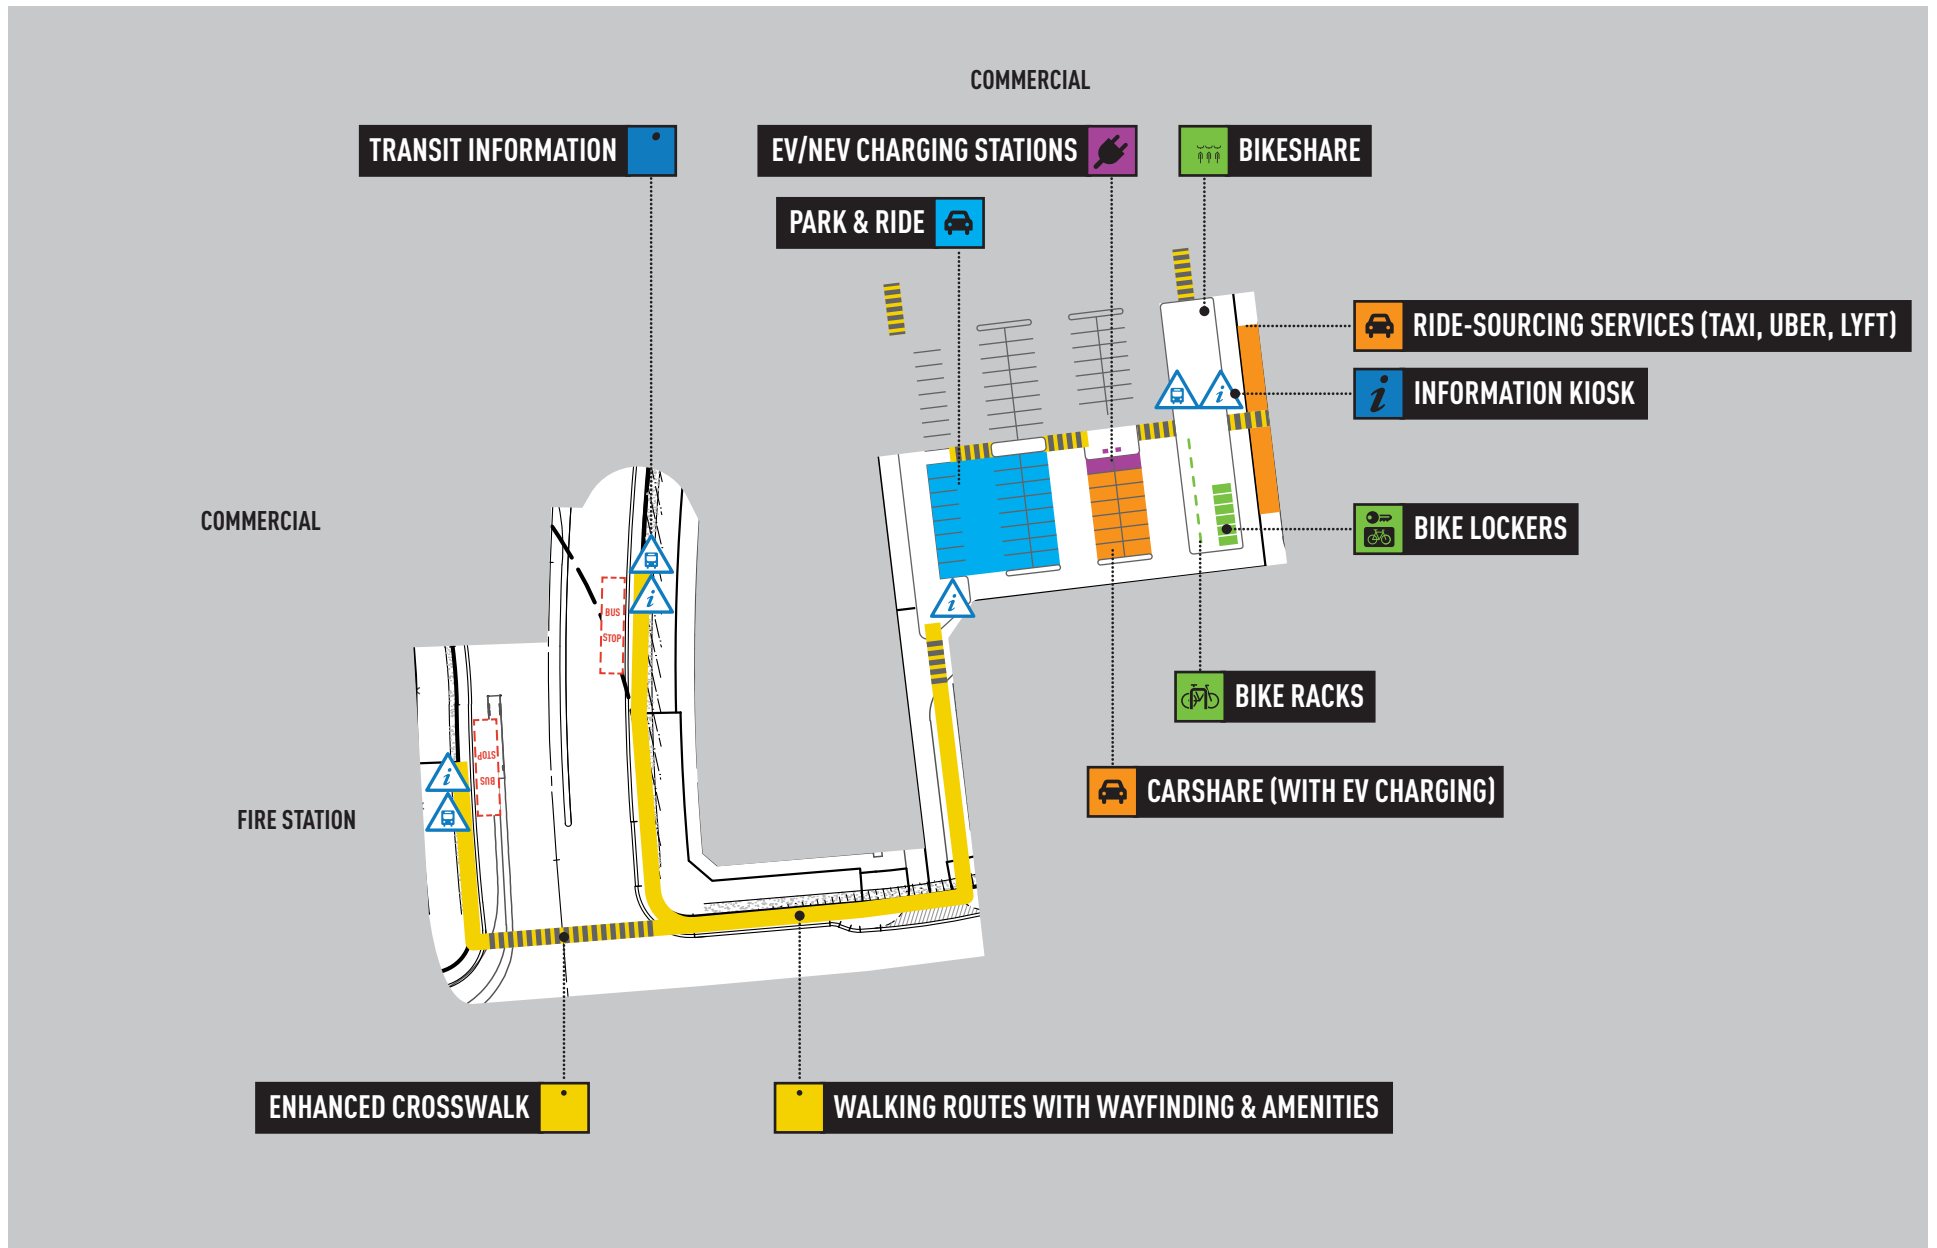 COMMERCIAL
TRANSIT INFORMATION
EV/NEV CHARGING STATIONS
BIKESHARE
PARK & RIDE
RIDE-SOURCING SERVICES (TAXI, UBER, LYFT)
i INFORMATION KIOSK
i
COMMERCIAL
BIKE LOCKERS
i
i
BUS
STOP
BIKE RACKS
STOP
BUS
i
CARSHARE (WITH EV CHARGING)
FIRE STATION
ENHANCED CROSSWALK
WALKING ROUTES WITH WAYFINDING & AMENITIES